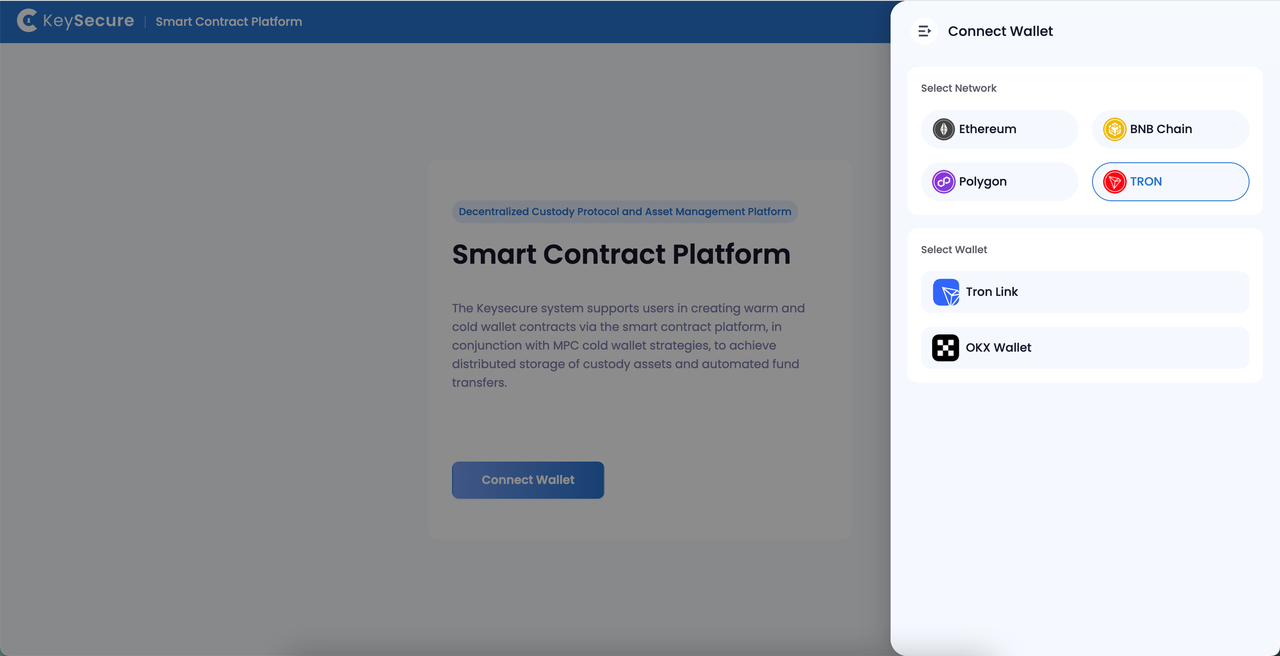 KeySecure | Smart Contract Platform
Connect Wallet
Select Network
Ethereum
BNB Chain
Polygon
TRON
Select Wallet
Tron Link
OKX Wallet
Decentralized Custody Protocol and Asset Management Platform
Smart Contract Platform
The Keysecure system supports users in creating warm and
cold wallet contracts via the smart contract platform, in
conjunction with MPC cold wallet strategies, to achieve
distributed storage of custody assets and automated fund
transfers.
Connect Wallet